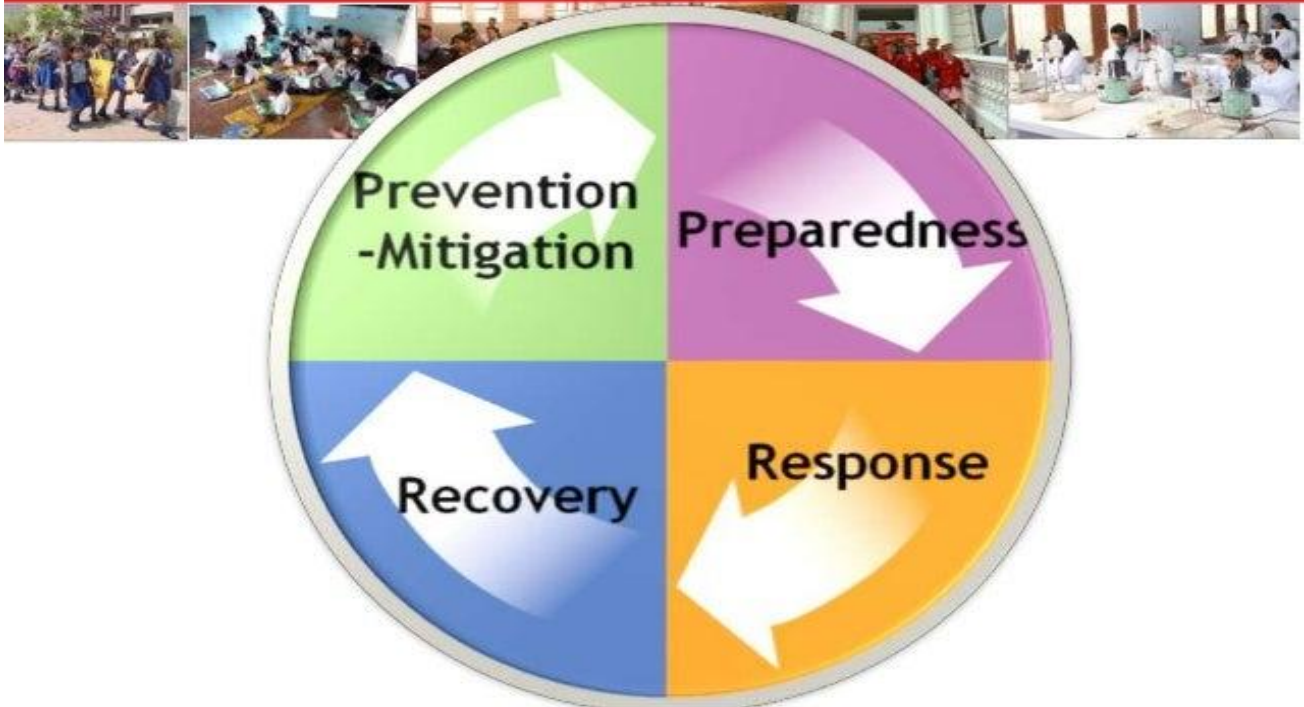 Prevention
-Mitigation
Preparedness
Response
Recovery